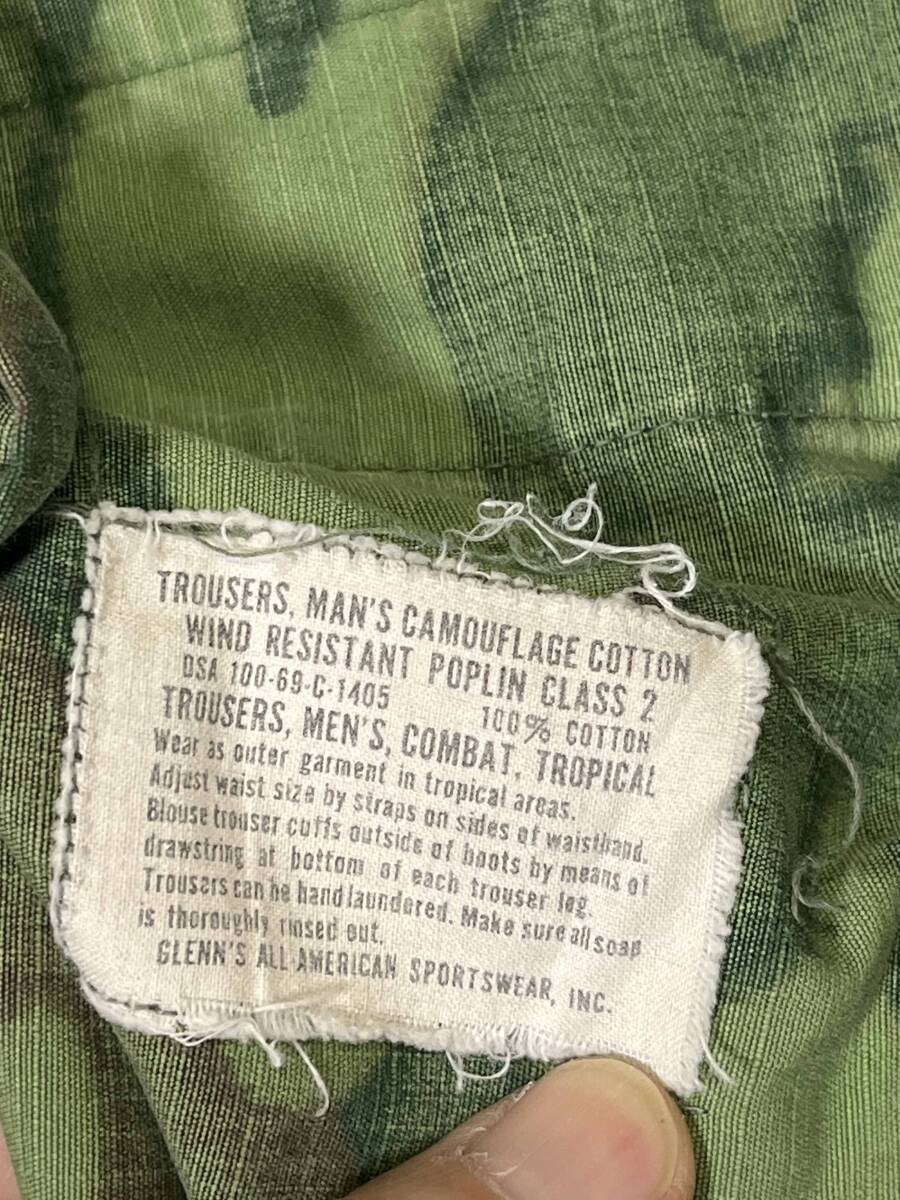 TROUSERS, MAN'S CAMOUFLAGE COTTON
WIND RESISTANT POPLIN CLASS 2
DSA 100-69-C-1405 100% COTTON
TROUSERS, MEN'S, COMBAT, TROPICAL
Wear as outer garment in tropical areas.
Adjust waist size by straps on sides of waistband.
Blouse trouser cuffs outside of boots by means of
drawstring at bottom of each trouser leg.
Trousers can be hand laundered. Make sure all soap
is thoroughly rinsed out.
GLENN'S ALL AMERICAN SPORTSWEAR, INC.